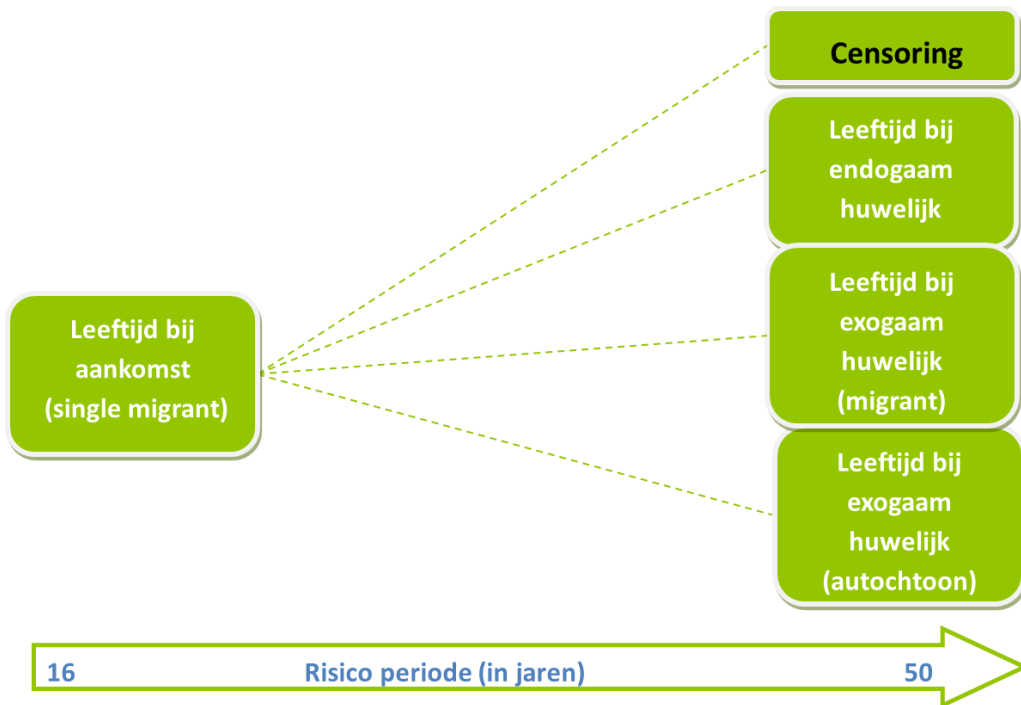 Censoring
Leeftijd bij
endogaam
huwelijk
Leeftijd bij
exogaam
huwelijk
(migrant)
Leeftijd bij
aankomst
(single migrant)
Leeftijd bij
exogaam
huwelijk
(autochtoon)
16 Risico periode (in jaren) 50